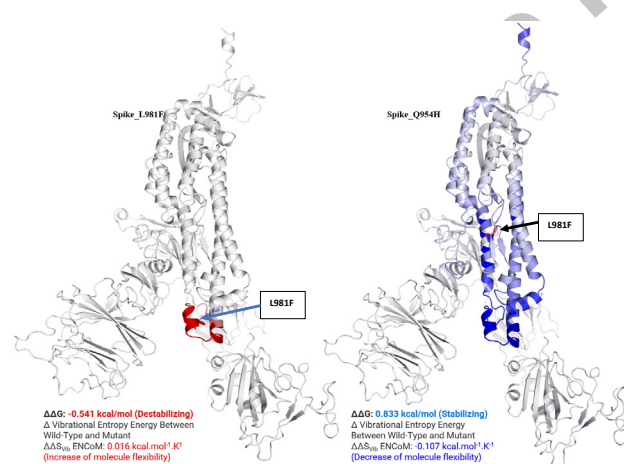 Spike_L981F
Spike_Q954H
L981F
L981F
ΔΔG: -0.541 kcal/mol (Destabilizing)
Δ Vibrational Entropy Energy Between
Wild-Type and Mutant
ΔΔSVib ENCoM: 0.016 kcal.mol-1.K1
(Increase of molecule flexibility)
ΔΔG: 0.833 kcal/mol (Stabilizing)
Δ Vibrational Entropy Energy
Between Wild-Type and Mutant
ΔΔSVib ENCoM: -0.107 kcal.mol-1.K-1
(Decrease of molecule flexibility)